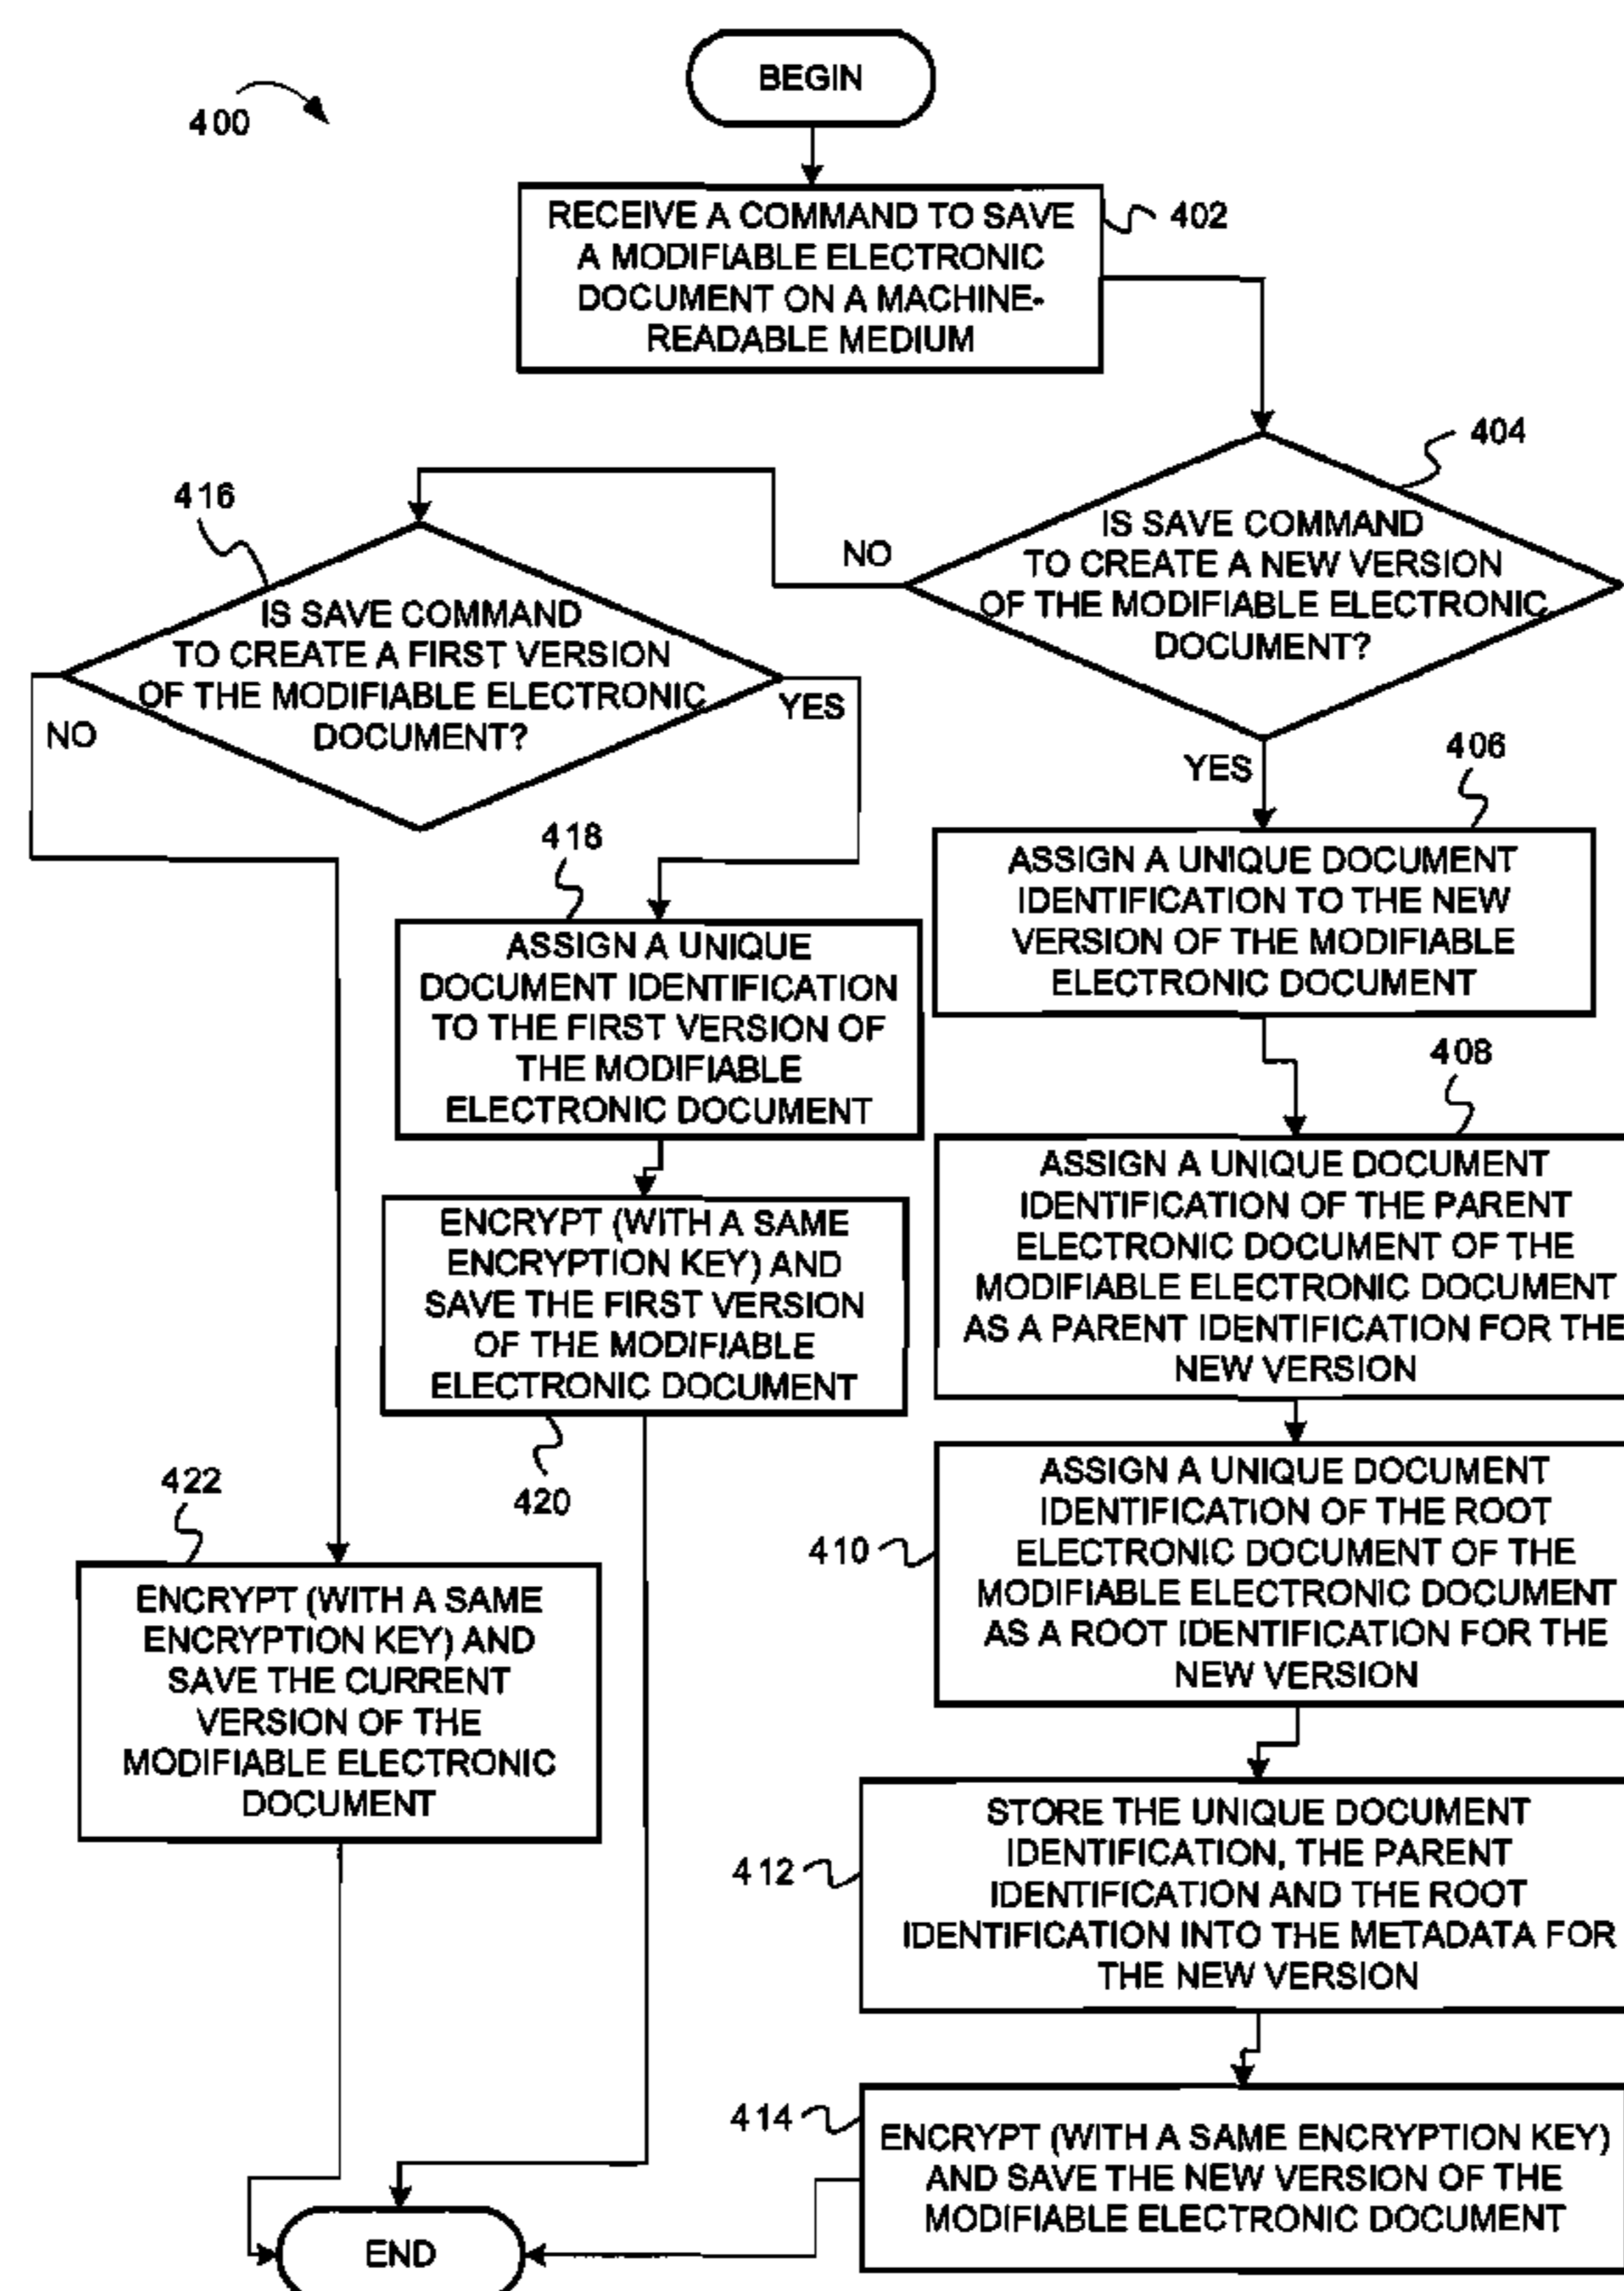 BEGIN
400
RECEIVE A COMMAND TO SAVE
A MODIFIABLE ELECTRONIC
DOCUMENT ON A MACHINE-
READABLE MEDIUM
402
404
IS SAVE COMMAND
TO CREATE A NEW VERSION
OF THE MODIFIABLE ELECTRONIC
DOCUMENT?
NO
YES
416
IS SAVE COMMAND
TO CREATE A FIRST VERSION
OF THE MODIFIABLE ELECTRONIC
DOCUMENT?
NO
YES
406
ASSIGN A UNIQUE DOCUMENT
IDENTIFICATION TO THE NEW
VERSION OF THE MODIFIABLE
ELECTRONIC DOCUMENT
418
ASSIGN A UNIQUE
DOCUMENT IDENTIFICATION
TO THE FIRST VERSION OF
THE MODIFIABLE
ELECTRONIC DOCUMENT
408
ASSIGN A UNIQUE DOCUMENT
IDENTIFICATION OF THE PARENT
ELECTRONIC DOCUMENT OF THE
MODIFIABLE ELECTRONIC DOCUMENT
AS A PARENT IDENTIFICATION FOR THE
NEW VERSION
ENCRYPT (WITH A SAME
ENCRYPTION KEY) AND
SAVE THE FIRST VERSION
OF THE MODIFIABLE
ELECTRONIC DOCUMENT
420
410
ASSIGN A UNIQUE DOCUMENT
IDENTIFICATION OF THE ROOT
ELECTRONIC DOCUMENT OF THE
MODIFIABLE ELECTRONIC DOCUMENT
AS A ROOT IDENTIFICATION FOR THE
NEW VERSION
422
ENCRYPT (WITH A SAME
ENCRYPTION KEY) AND
SAVE THE CURRENT
VERSION OF THE
MODIFIABLE ELECTRONIC
DOCUMENT
412
STORE THE UNIQUE DOCUMENT
IDENTIFICATION, THE PARENT
IDENTIFICATION AND THE ROOT
IDENTIFICATION INTO THE METADATA FOR
THE NEW VERSION
414
ENCRYPT (WITH A SAME ENCRYPTION KEY)
AND SAVE THE NEW VERSION OF THE
MODIFIABLE ELECTRONIC DOCUMENT
END